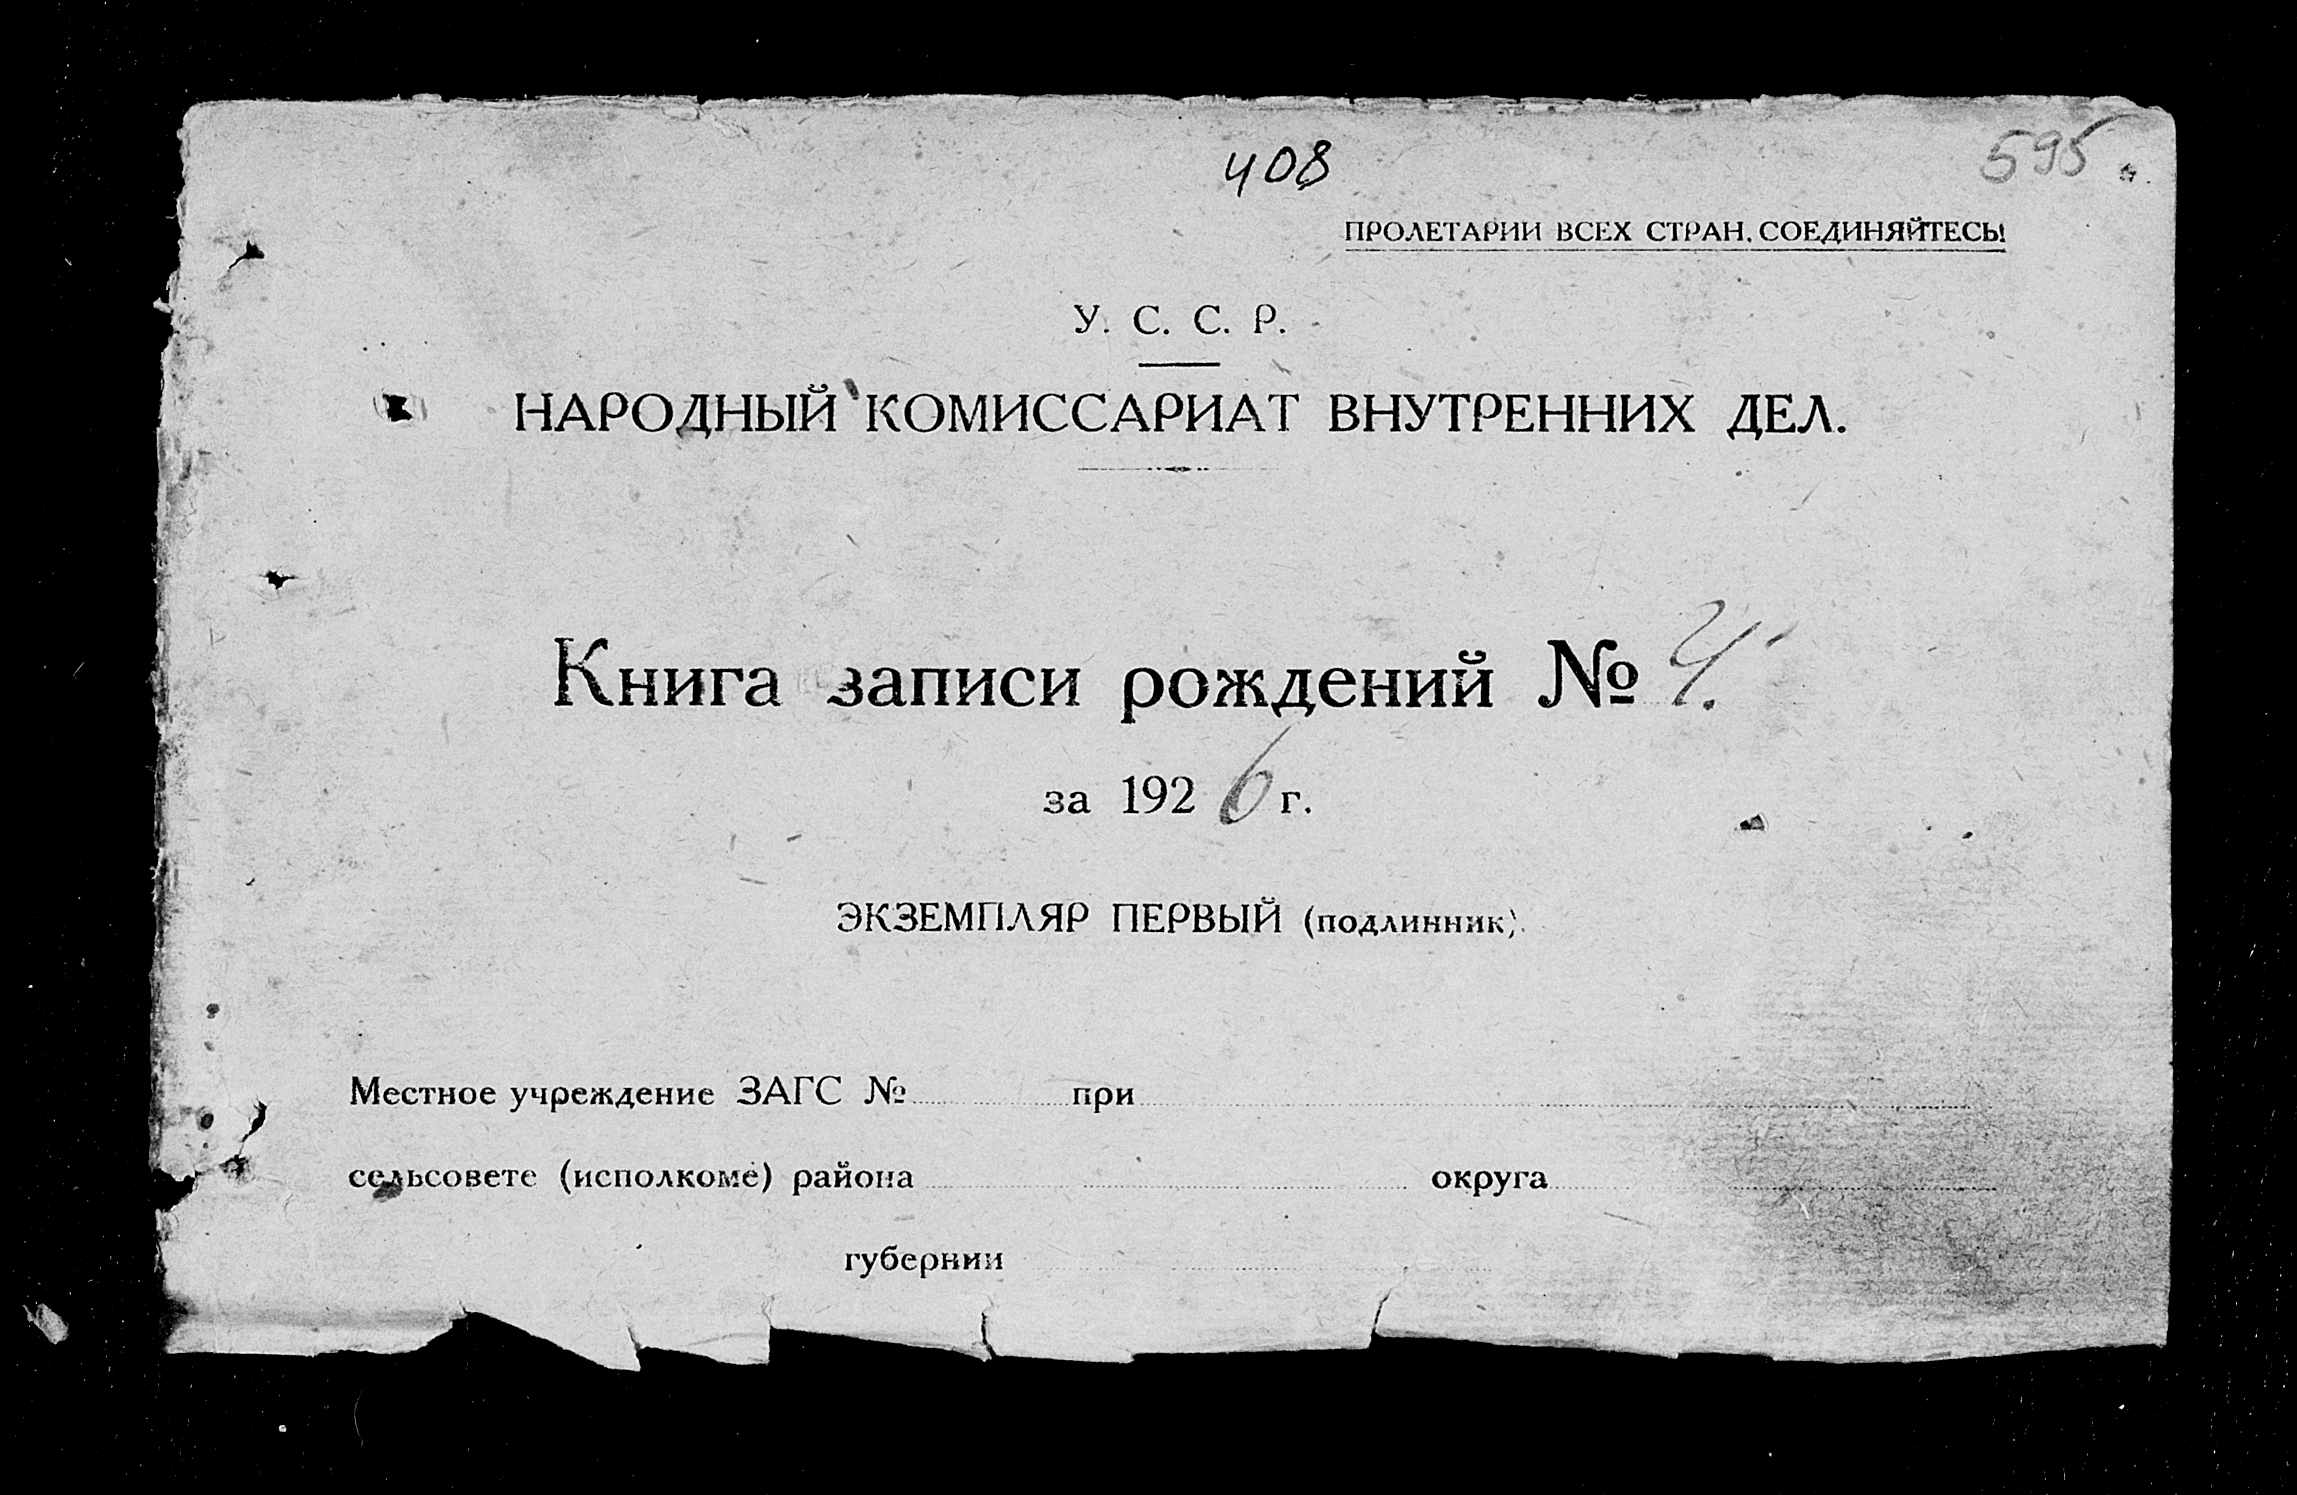 408
595
ПРОЛЕТАРИИ ВСЕХ СТРАН, СОЕДИНЯЙТЕСЬ!
У. С. С. Р.
НАРОДНЫЙ КОМИССАРИАТ ВНУТРЕННИХ ДЕЛ.
Книга записи рождений № 4.
за 1926 г.
ЭКЗЕМПЛЯР ПЕРВЫЙ (подлинник).
Местное учреждение ЗАГС № при
сельсовете (исполкоме) района округа
губернии